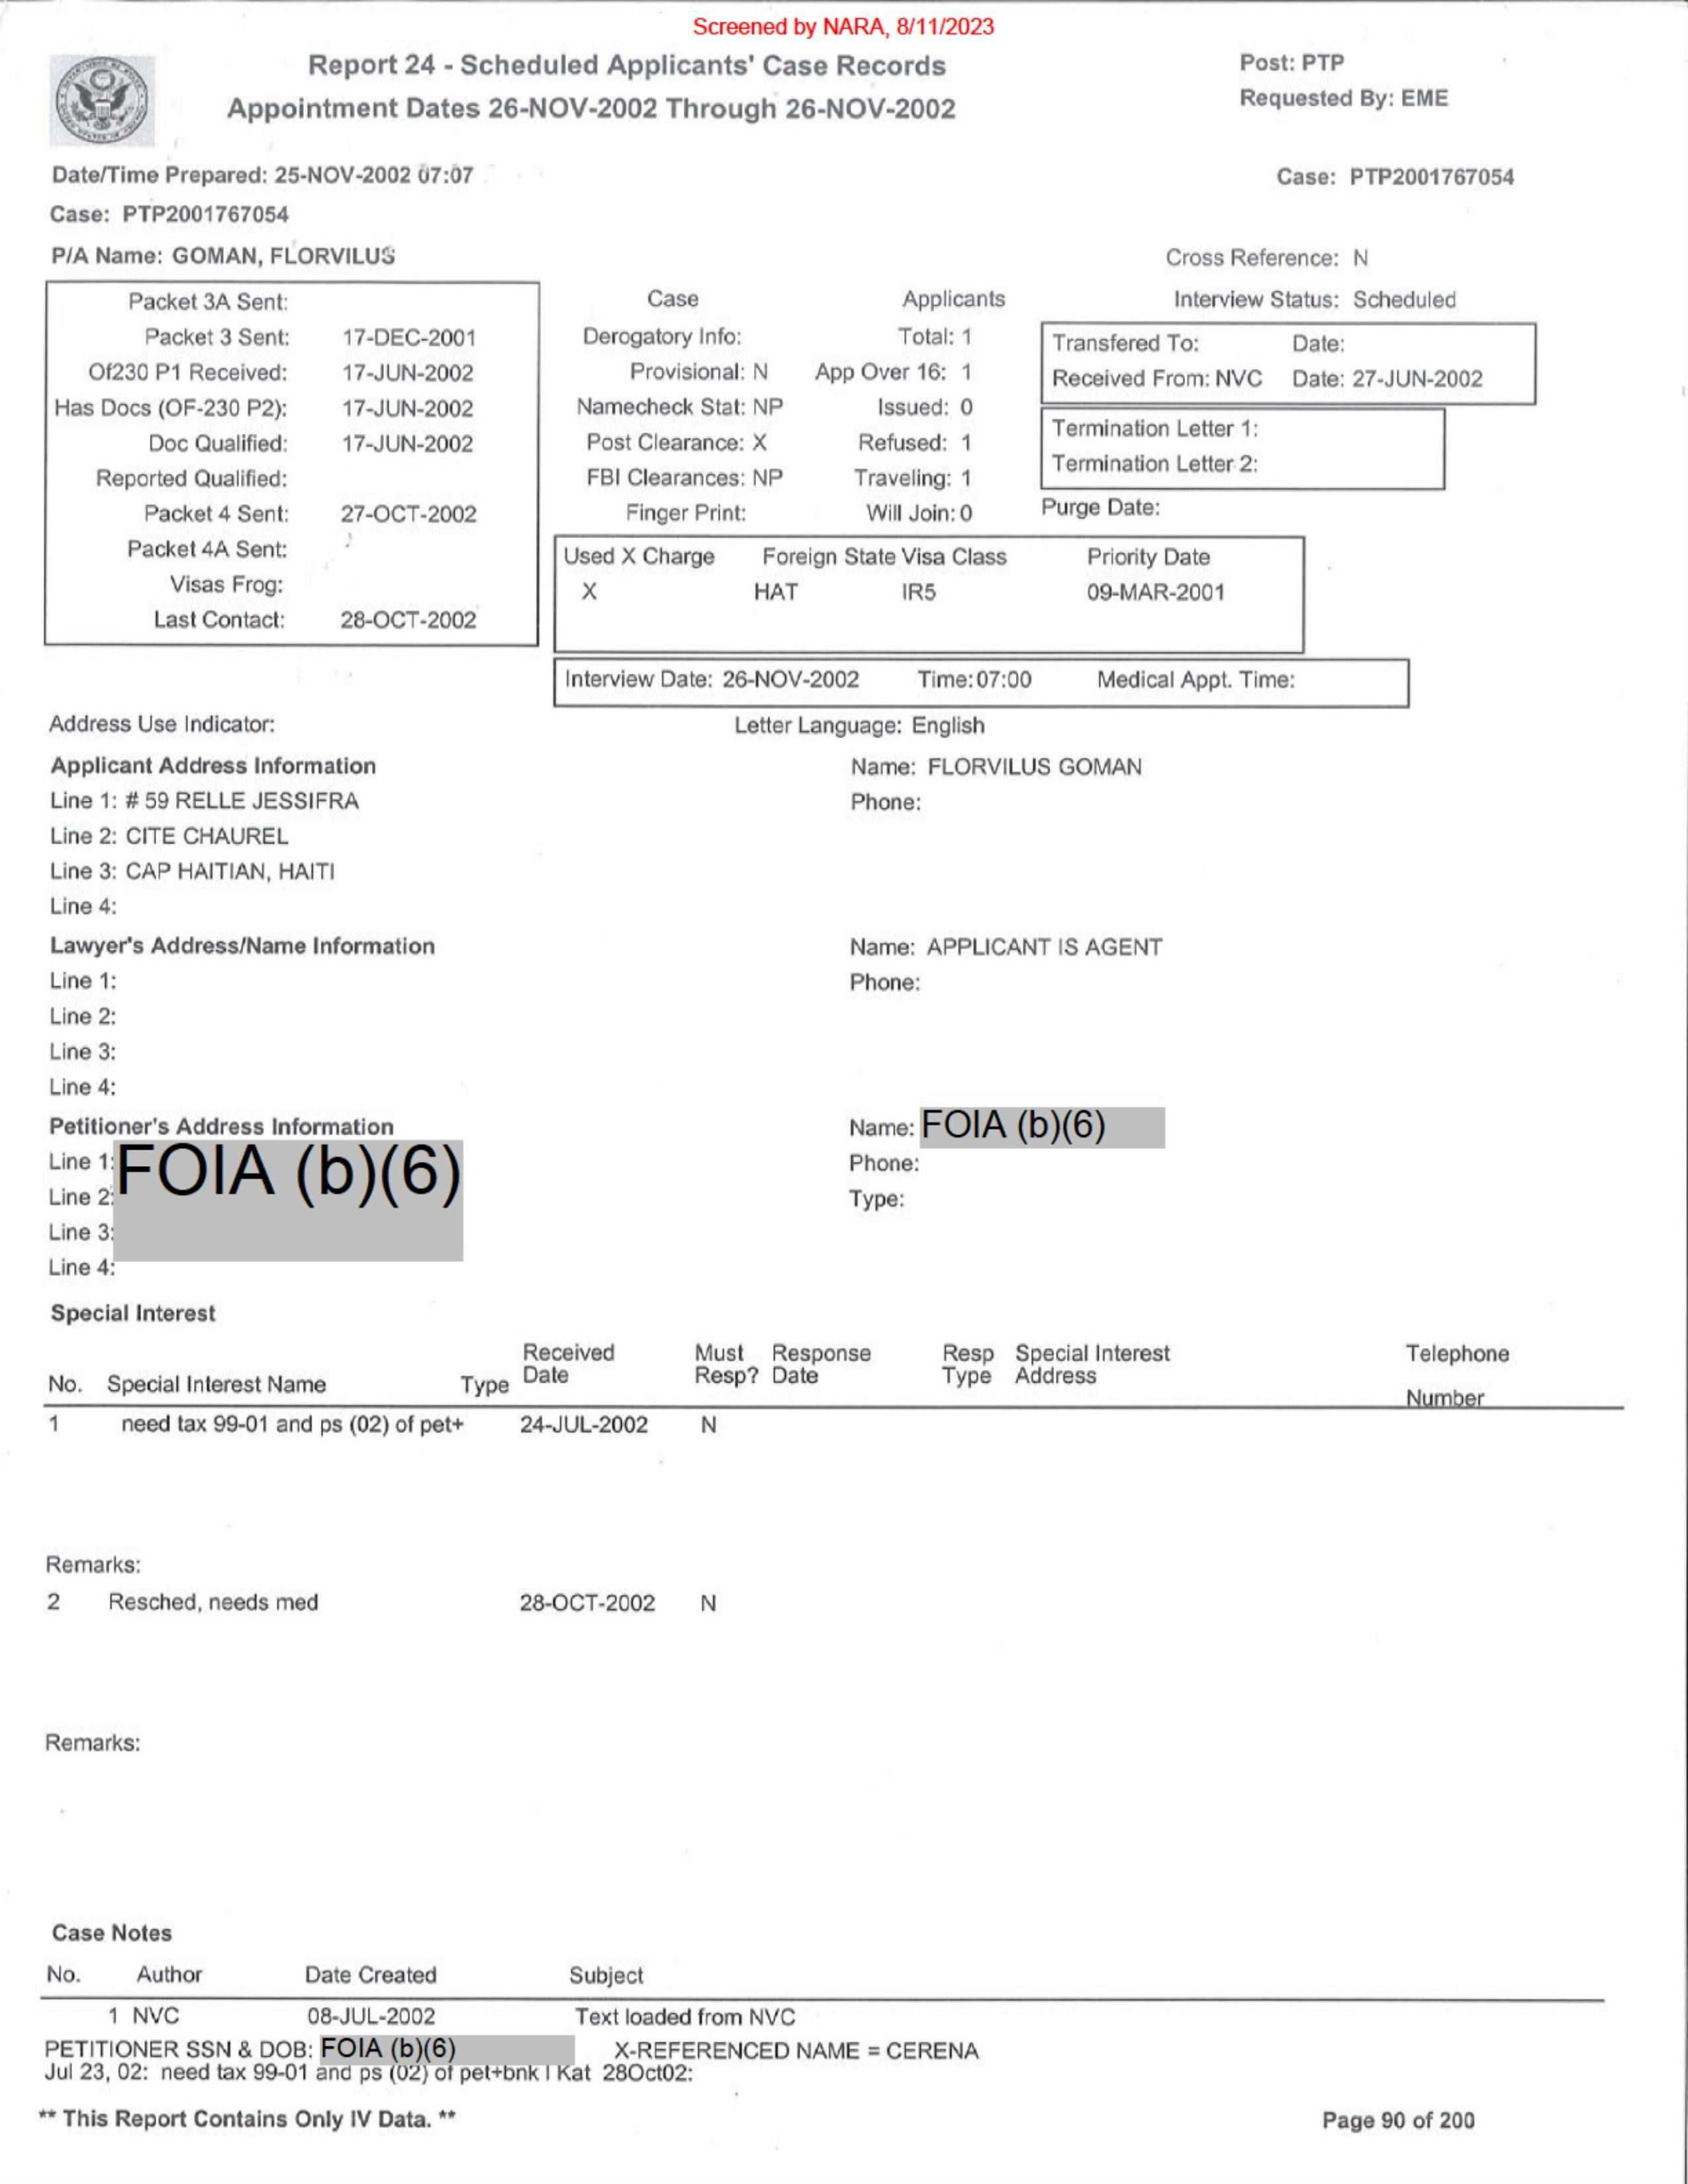 Screened by NARA, 8/11/2023
Report 24 - Scheduled Applicants' Case Records
Post: PTP
Appointment Dates 26-NOV-2002 Through 26-NOV-2002
Requested By: EME
Date/Time Prepared: 25-NOV-2002 07:07
Case: PTP2001767054
Case: PTP2001767054
P/A Name: GOMAN, FLORVILUS
Cross Reference: N
Packet 3A Sent:
Packet 3 Sent: 17-DEC-2001
Of230 P1 Received: 17-JUN-2002
Has Docs (OF-230 P2): 17-JUN-2002
Doc Qualified: 17-JUN-2002
Reported Qualified:
Packet 4 Sent: 27-OCT-2002
Packet 4A Sent:
Visas Frog:
Last Contact: 28-OCT-2002
Case Applicants
Derogatory Info: Total: 1
Provisional: N App Over 16: 1
Namecheck Stat: NP Issued: 0
Post Clearance: X Refused: 1
FBI Clearances: NP Traveling: 1
Finger Print: Will Join: 0
Interview Status: Scheduled
Transfered To: Date:
Received From: NVC Date: 27-JUN-2002
Termination Letter 1:
Termination Letter 2:
Purge Date:
Used X Charge Foreign State Visa Class Priority Date
X HAT IR5 09-MAR-2001
Interview Date: 26-NOV-2002 Time: 07:00 Medical Appt. Time:
Address Use Indicator: Letter Language: English
Applicant Address Information Name: FLORVILUS GOMAN
Line 1: # 59 RELLE JESSIFRA Phone:
Line 2: CITE CHAUREL
Line 3: CAP HAITIAN, HAITI
Line 4:
Lawyer's Address/Name Information Name: APPLICANT IS AGENT
Line 1: Phone:
Line 2:
Line 3:
Line 4:
Petitioner's Address Information Name: FOIA (b)(6)
Line 1: FOIA (b)(6) Phone:
Line 2: Type:
Line 3:
Line 4:
Special Interest
No. Special Interest Name Type Received Date Must Resp? Response Date Resp Type Special Interest Address Telephone Number
1 need tax 99-01 and ps (02) of pet+ 24-JUL-2002 N
Remarks:
2 Resched, needs med 28-OCT-2002 N
Remarks:
Case Notes
No. Author Date Created Subject
1 NVC 08-JUL-2002 Text loaded from NVC
PETITIONER SSN & DOB: FOIA (b)(6) X-REFERENCED NAME = CERENA
Jul 23, 02: need tax 99-01 and ps (02) of pet+bnk l Kat 28Oct02:
** This Report Contains Only IV Data. ** Page 90 of 200